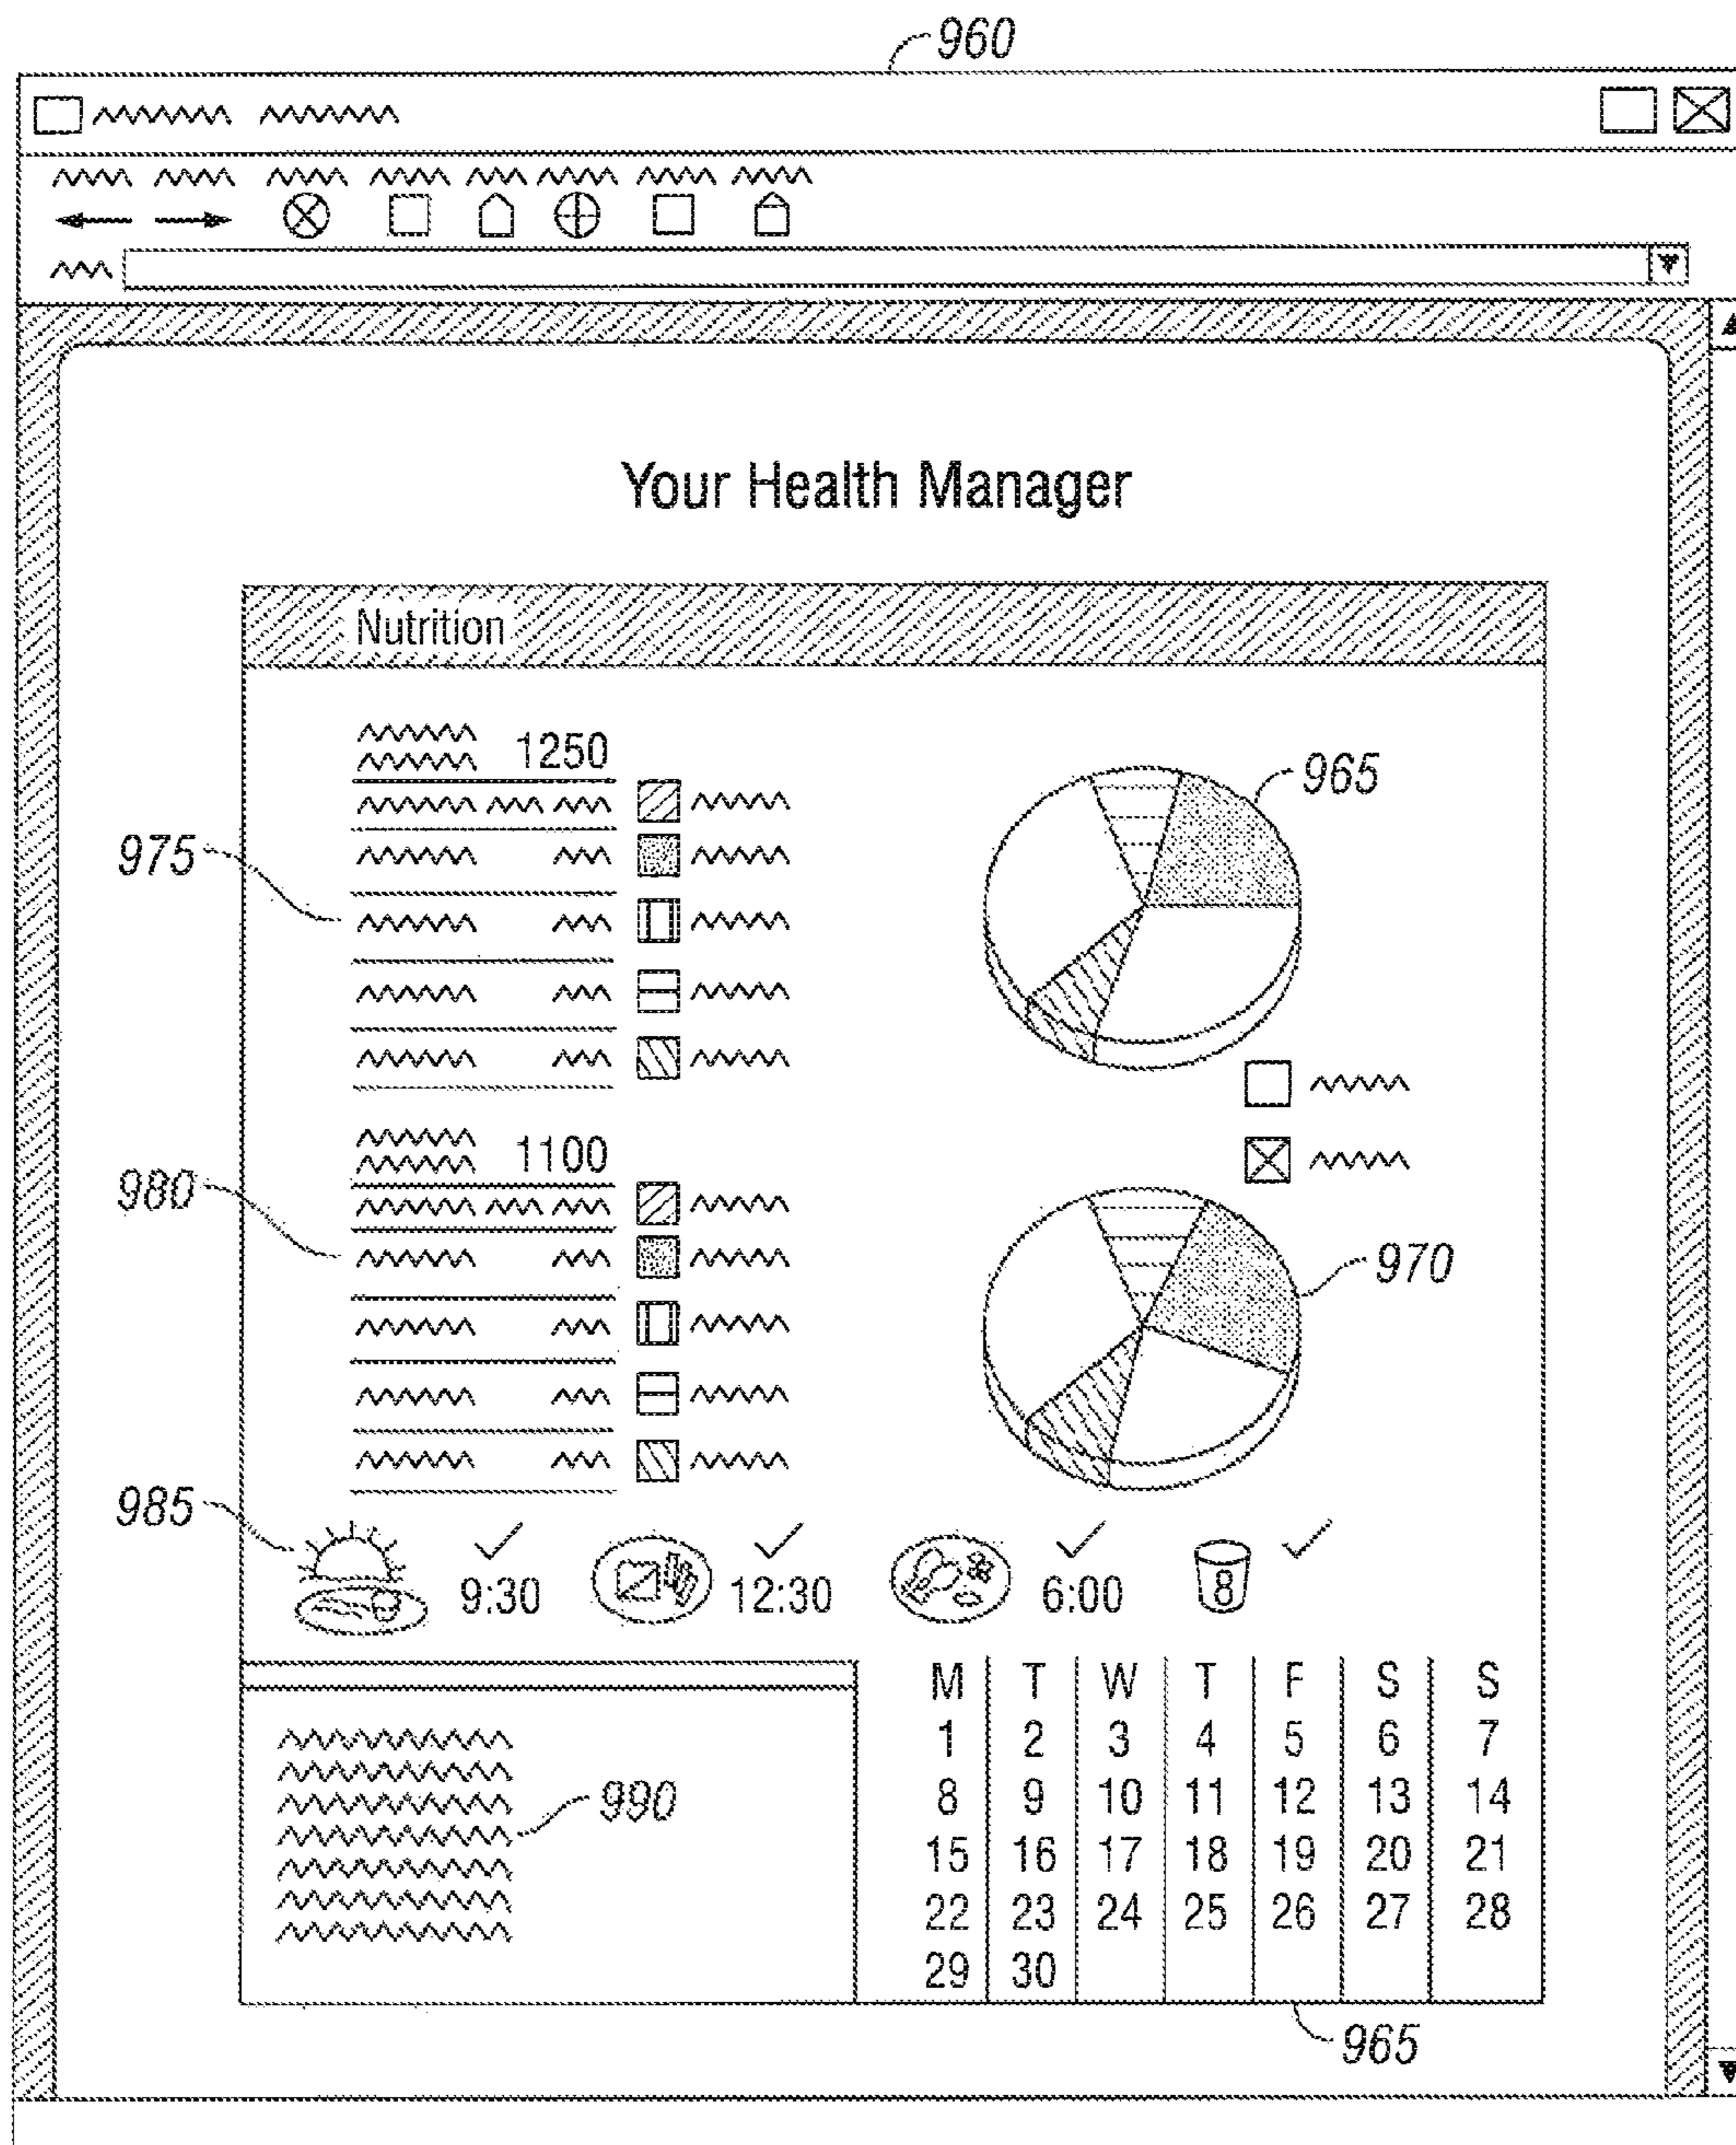 960
Your Health Manager
Nutrition
1250
965
975
1100
980
970
985
9:30 12:30 6:00 8
M T W T F S S
1 2 3 4 5 6 7
8 9 10 11 12 13 14
15 16 17 18 19 20 21
22 23 24 25 26 27 28
29 30
990
965